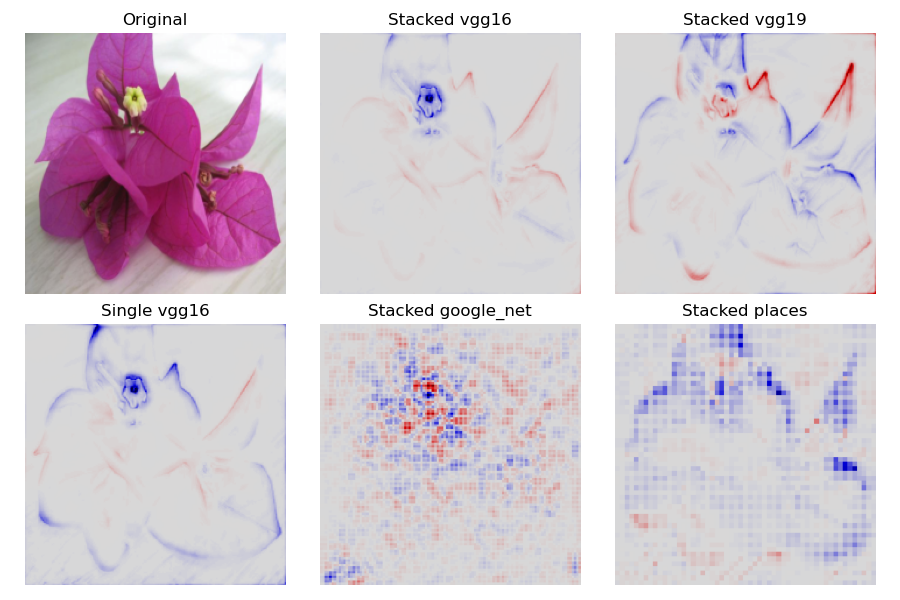 Original
Stacked vgg16
Stacked vgg19
Single vgg16
Stacked google_net
Stacked places